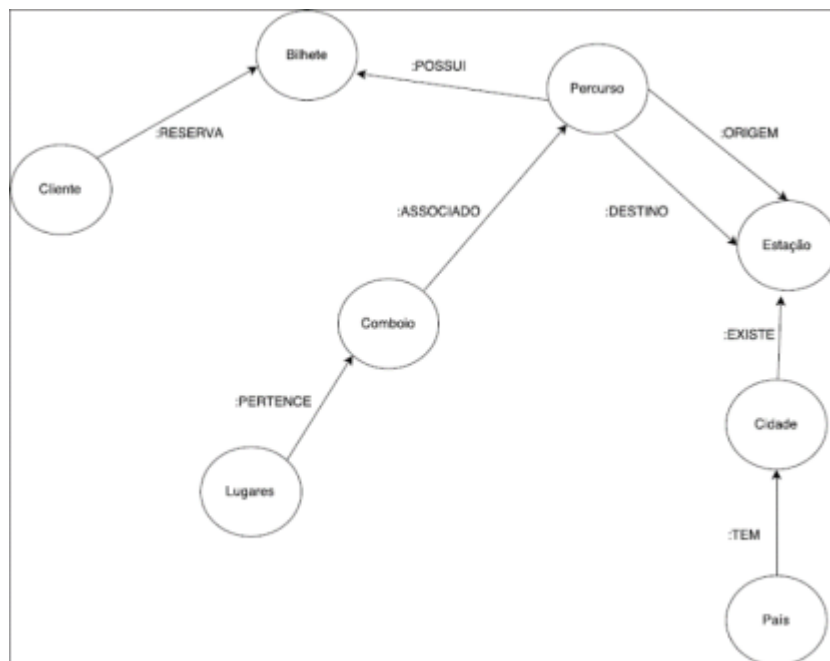 Bilhete
:POSSUI
Percurso
:RESERVA
:ORIGEM
Cliente
:ASSOCIADO
:DESTINO
Estação
Comboio
:EXISTE
:PERTENCE
Cidade
Lugares
:TEM
País